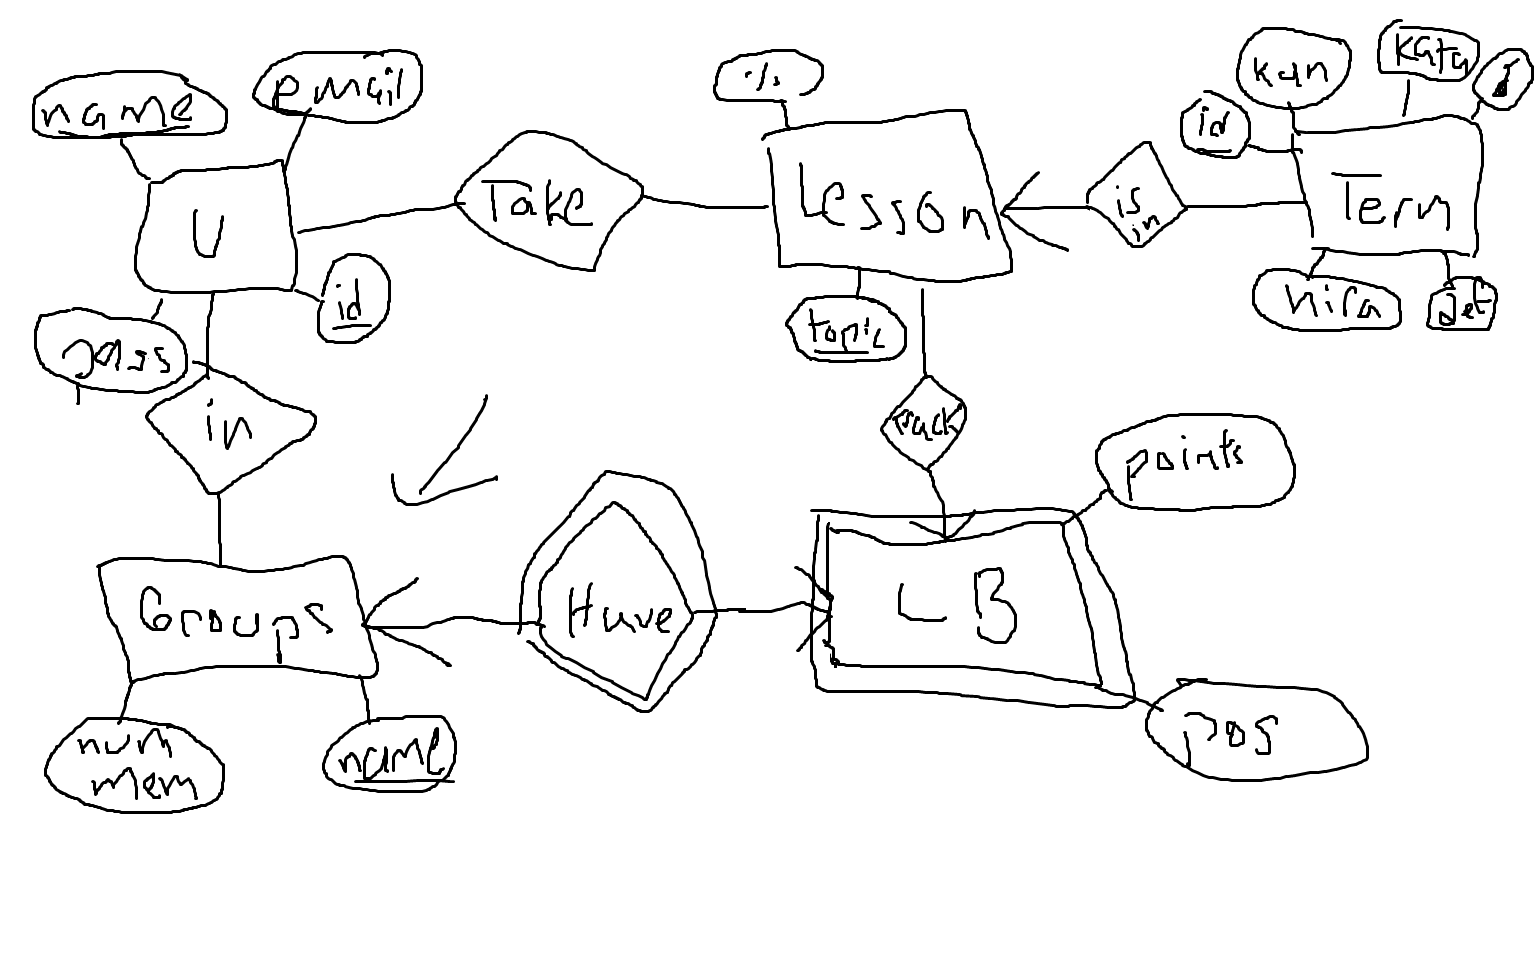 name
email
%
kan
kata
id
U
Take
Lesson
is
in
Term
id
topic
hira
det
pass
in
track
points
Groups
Have
LB
num
mem
name
pos